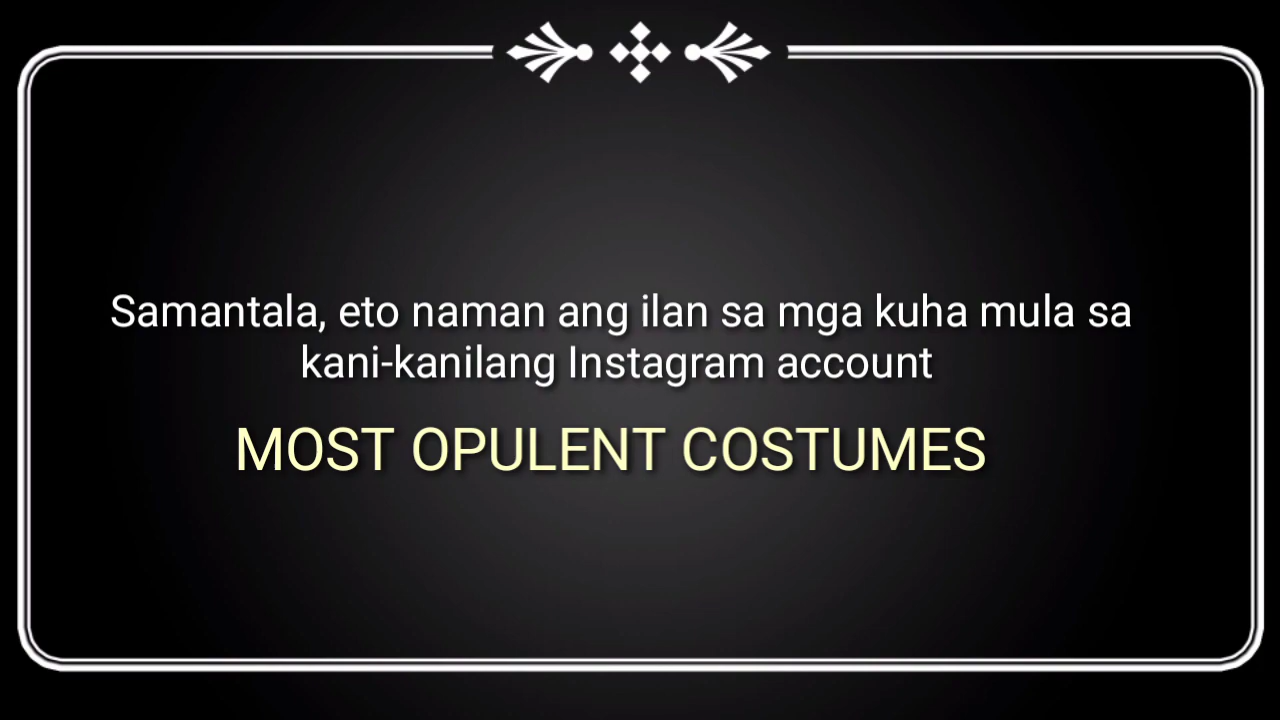 Samantala, eto naman ang ilan sa mga kuha mula sa
kani-kanilang Instagram account
MOST OPULENT COSTUMES